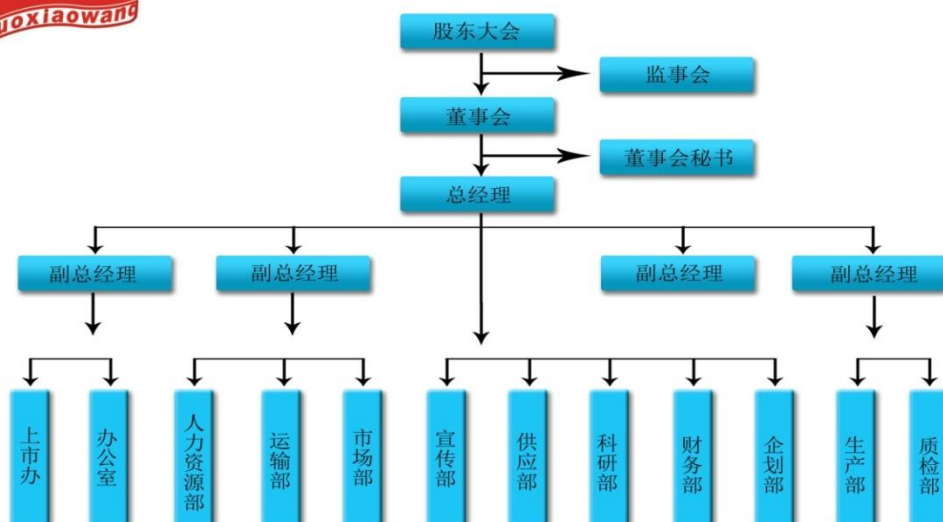 uoxiaowang
股东大会
监事会
董事会
董事会秘书
总经理
副总经理
副总经理
副总经理
副总经理
上市办
办公室
人力资源部
运输部
市场部
宣传部
供应部
科研部
财务部
企划部
生产部
质检部